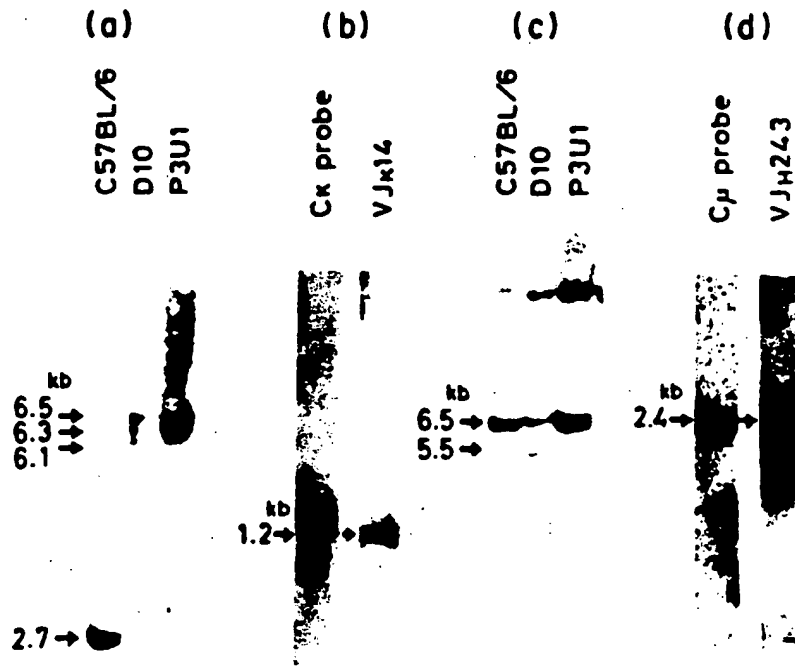 (a)
(b)
(c)
(d)
C57BL/6
D10
P3U1
Cκ probe
VJκ14
C57BL/6
D10
P3U1
Cμ probe
VJH243
kb
6.5→
6.3→
6.1→
2.7→
kb
1.2→
kb
6.5→
5.5→
kb
2.4→